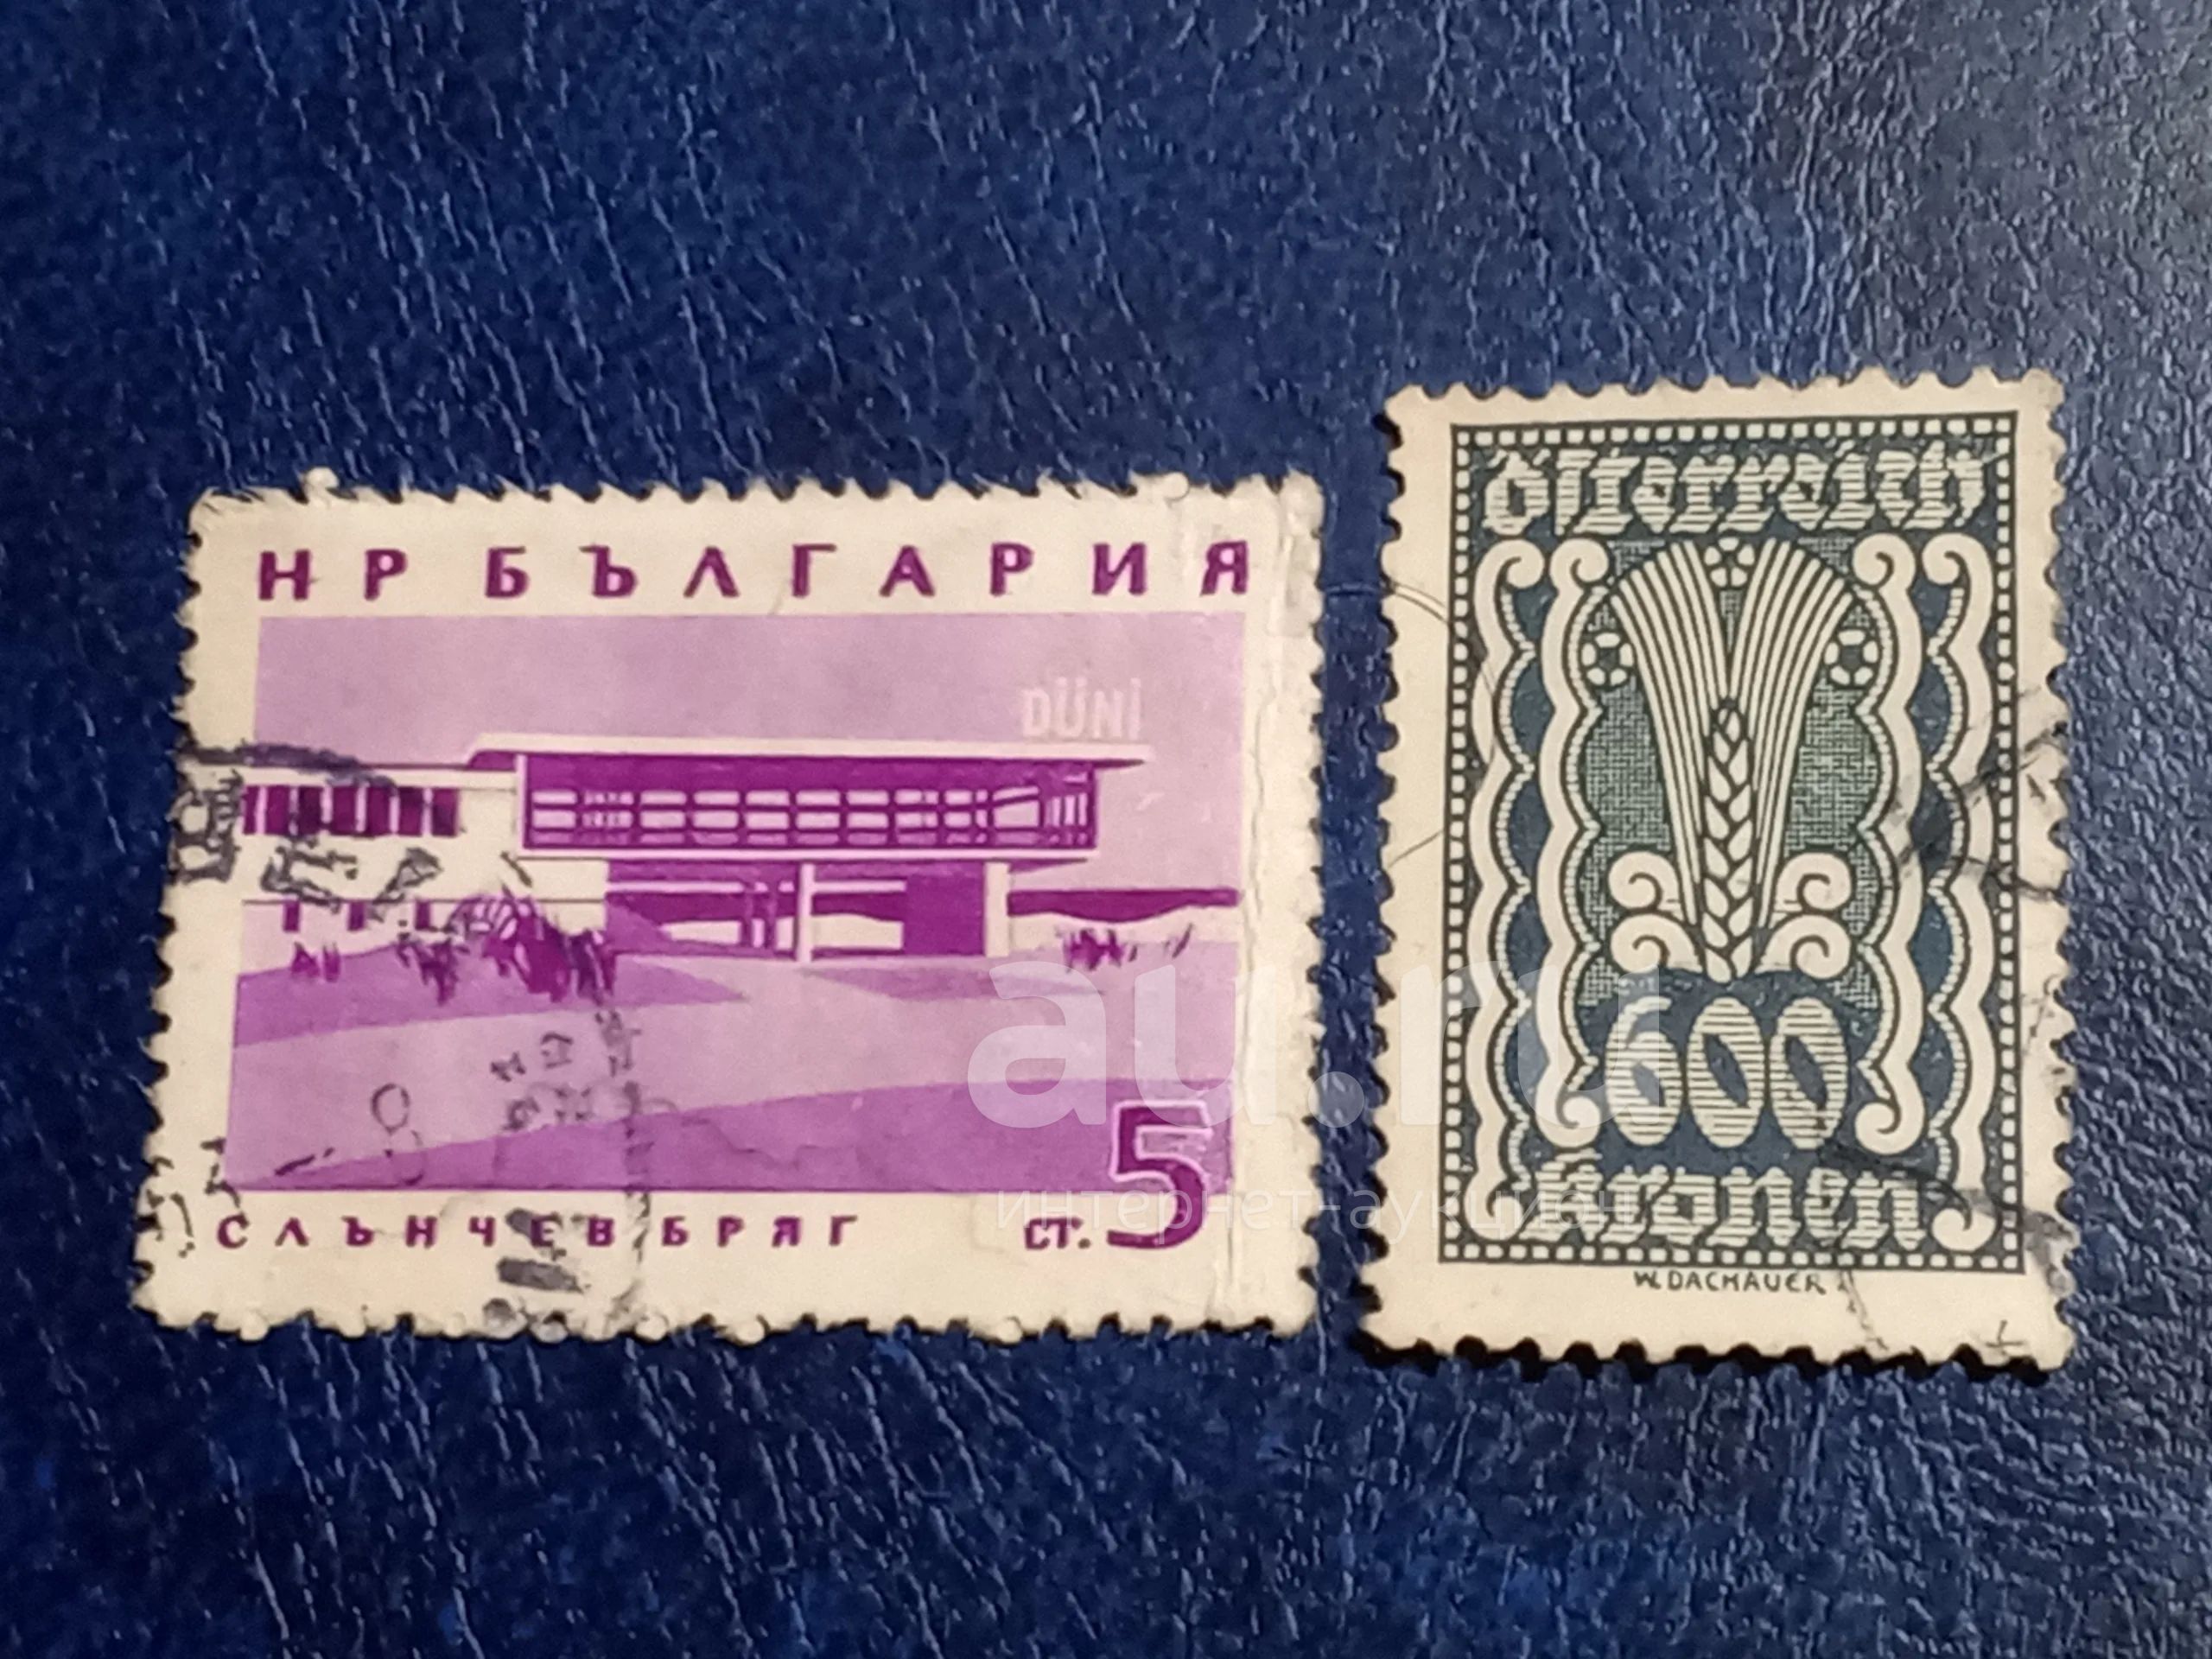 НР БЪЛГАРИЯ
DÜNI
СЛЪНЧЕВ БРЯГ СТ. 5
Österreich
600
Kronen
W. DACHAUER
au.ru
интернет-аукцион